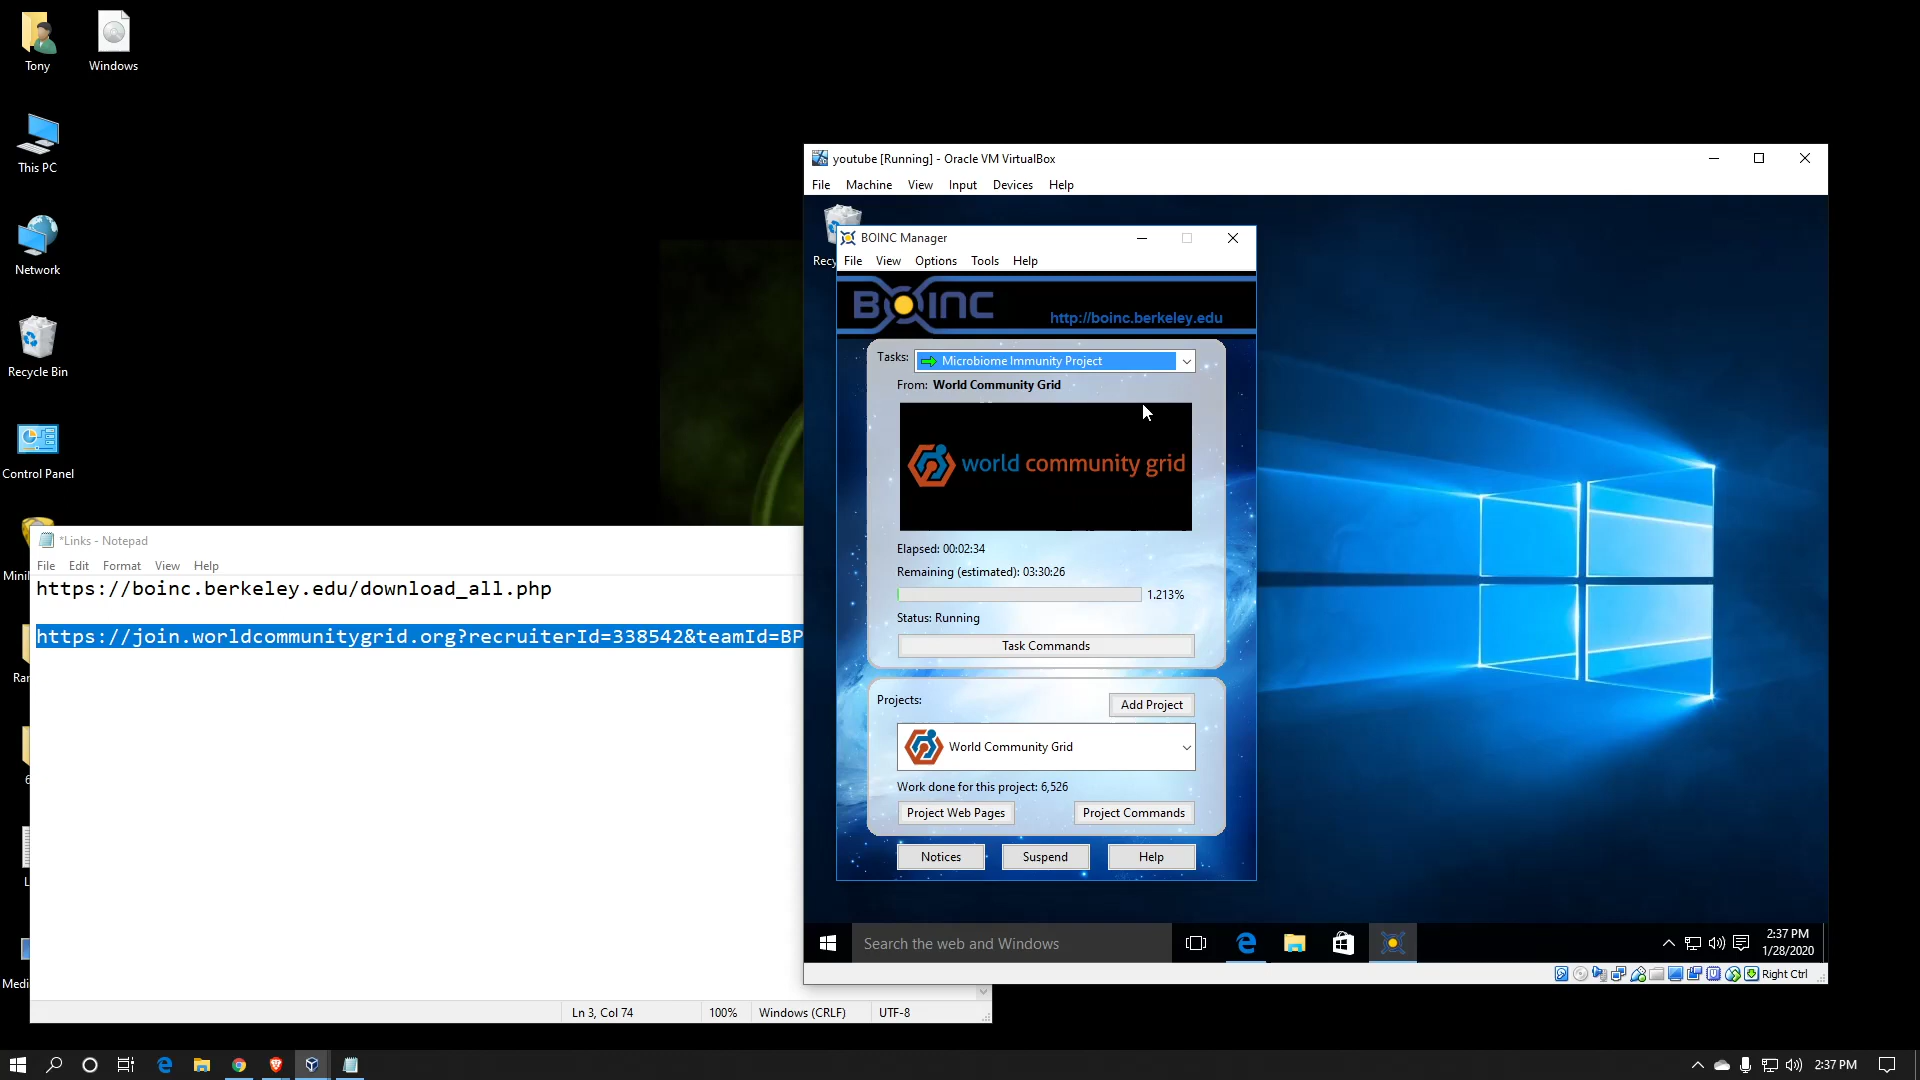 Tony
Windows
This PC
Network
Recycle Bin
Control Panel
*Links - Notepad
File Edit Format View Help
https://boinc.berkeley.edu/download_all.php
https://join.worldcommunitygrid.org?recruiterId=338542&teamId=BP
Ln 3, Col 74
100%
Windows (CRLF)
UTF-8
youtube [Running] - Oracle VM VirtualBox
File Machine View Input Devices Help
BOINC Manager
File View Options Tools Help
BOINC
http://boinc.berkeley.edu
Tasks: Microbiome Immunity Project
From: World Community Grid
world community grid
Elapsed: 00:02:34
Remaining (estimated): 03:30:26
1.213%
Status: Running
Task Commands
Projects:
Add Project
World Community Grid
Work done for this project: 6,526
Project Web Pages
Project Commands
Notices
Suspend
Help
Search the web and Windows
2:37 PM
1/28/2020
Right Ctrl
2:37 PM